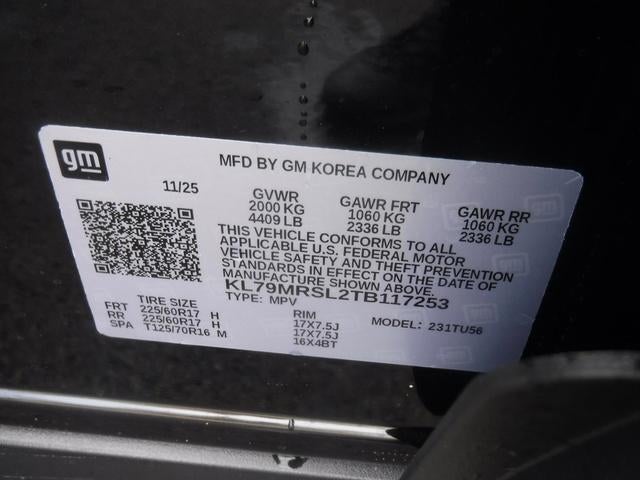 gm
MFD BY GM KOREA COMPANY
11/25
GVWR GAWR FRT GAWR RR
2000 KG 1060 KG 1060 KG
4409 LB 2336 LB 2336 LB
THIS VEHICLE CONFORMS TO ALL
APPLICABLE U.S. FEDERAL MOTOR
VEHICLE SAFETY AND THEFT PREVENTION
STANDARDS IN EFFECT ON THE DATE OF
MANUFACTURE SHOWN ABOVE.
KL79MRSL2TB117253
TYPE: MPV
TIRE SIZE RIM MODEL: 231TU56
FRT 225/60R17 H 17X7.5J
RR 225/60R17 H 17X7.5J
SPA T125/70R16 M 16X4BT